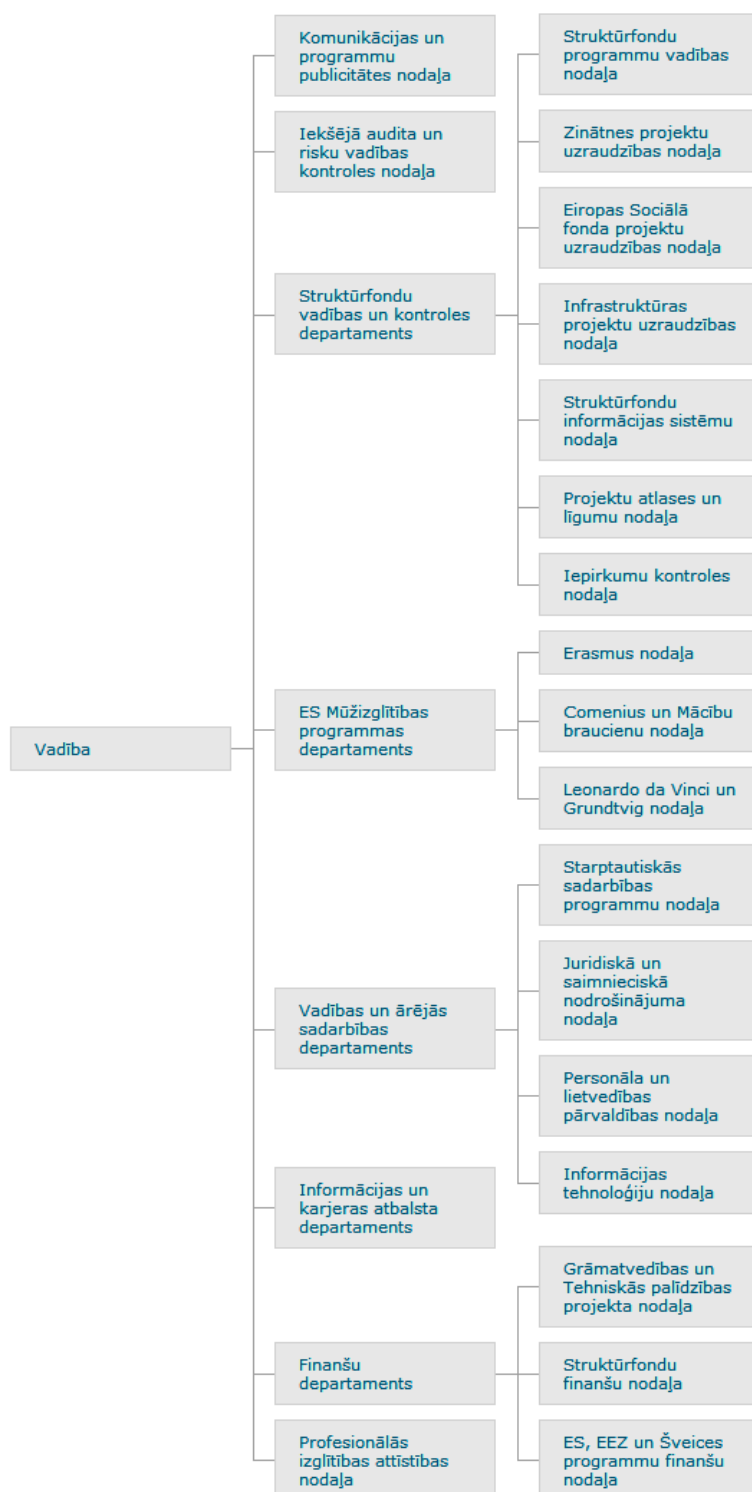 Vadība
Komunikācijas un
programmu
publicitātes nodaļa
Iekšējā audita un
risku vadības
kontroles nodaļa
Struktūrfondu
vadības un kontroles
departaments
Struktūrfondu
programmu vadības
nodaļa
Zinātnes projektu
uzraudzības nodaļa
Eiropas Sociālā
fonda projektu
uzraudzības nodaļa
Infrastruktūras
projektu uzraudzības
nodaļa
Struktūrfondu
informācijas sistēmu
nodaļa
Projektu atlases un
līgumu nodaļa
Iepirkumu kontroles
nodaļa
ES Mūžizglītības
programmas
departaments
Erasmus nodaļa
Comenius un Mācību
braucienu nodaļa
Leonardo da Vinci un
Grundtvig nodaļa
Vadības un ārējās
sadarbības
departaments
Starptautiskās
sadarbības
programmu nodaļa
Juridiskā un
saimnieciskā
nodrošinājuma
nodaļa
Personāla un
lietvedības
pārvaldības nodaļa
Informācijas
tehnoloģiju nodaļa
Informācijas un
karjeras atbalsta
departaments
Finanšu
departaments
Grāmatvedības un
Tehniskās palīdzības
projekta nodaļa
Struktūrfondu
finanšu nodaļa
ES, EEZ un Šveices
programmu finanšu
nodaļa
Profesionālās
izglītības attīstības
nodaļa